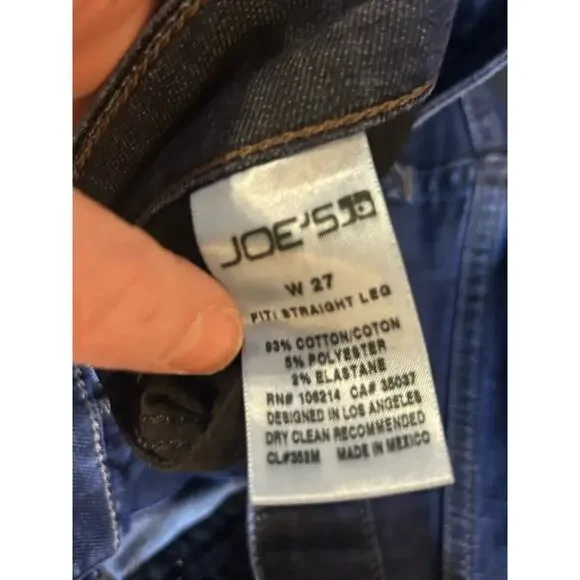 JOE'S
W 27
FIT: STRAIGHT LEG
93% COTTON/COTON
5% POLYESTER
2% ELASTANE
RN# 106214 CA# 35037
DESIGNED IN LOS ANGELES
DRY CLEAN RECOMMENDED
CL#352M MADE IN MEXICO